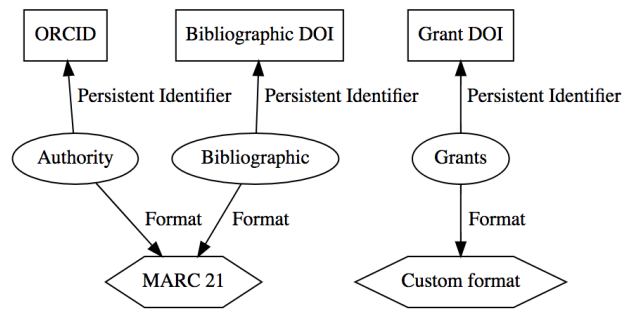 ORCID
Bibliographic DOI
Grant DOI
Persistent Identifier
Persistent Identifier
Persistent Identifier
Authority
Bibliographic
Grants
Format
Format
Format
MARC 21
Custom format